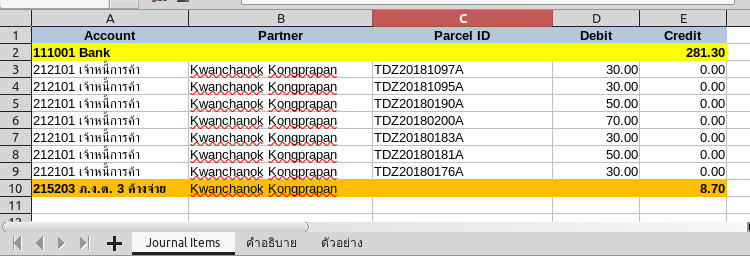 A B C D E
1 Account Partner Parcel ID Debit Credit
2 111001 Bank 281.30
3 212101 เจ้าหนี้การค้า Kwanchanok Kongprapan TDZ20181097A 30.00 0.00
4 212101 เจ้าหนี้การค้า Kwanchanok Kongprapan TDZ20181095A 30.00 0.00
5 212101 เจ้าหนี้การค้า Kwanchanok Kongprapan TDZ20180190A 50.00 0.00
6 212101 เจ้าหนี้การค้า Kwanchanok Kongprapan TDZ20180200A 70.00 0.00
7 212101 เจ้าหนี้การค้า Kwanchanok Kongprapan TDZ20180183A 30.00 0.00
8 212101 เจ้าหนี้การค้า Kwanchanok Kongprapan TDZ20180181A 50.00 0.00
9 212101 เจ้าหนี้การค้า Kwanchanok Kongprapan TDZ20180176A 30.00 0.00
10 215203 ภ.ง.ด. 3 ค้างจ่าย Kwanchanok Kongprapan 8.70
11
Journal Items คำอธิบาย ตัวอย่าง